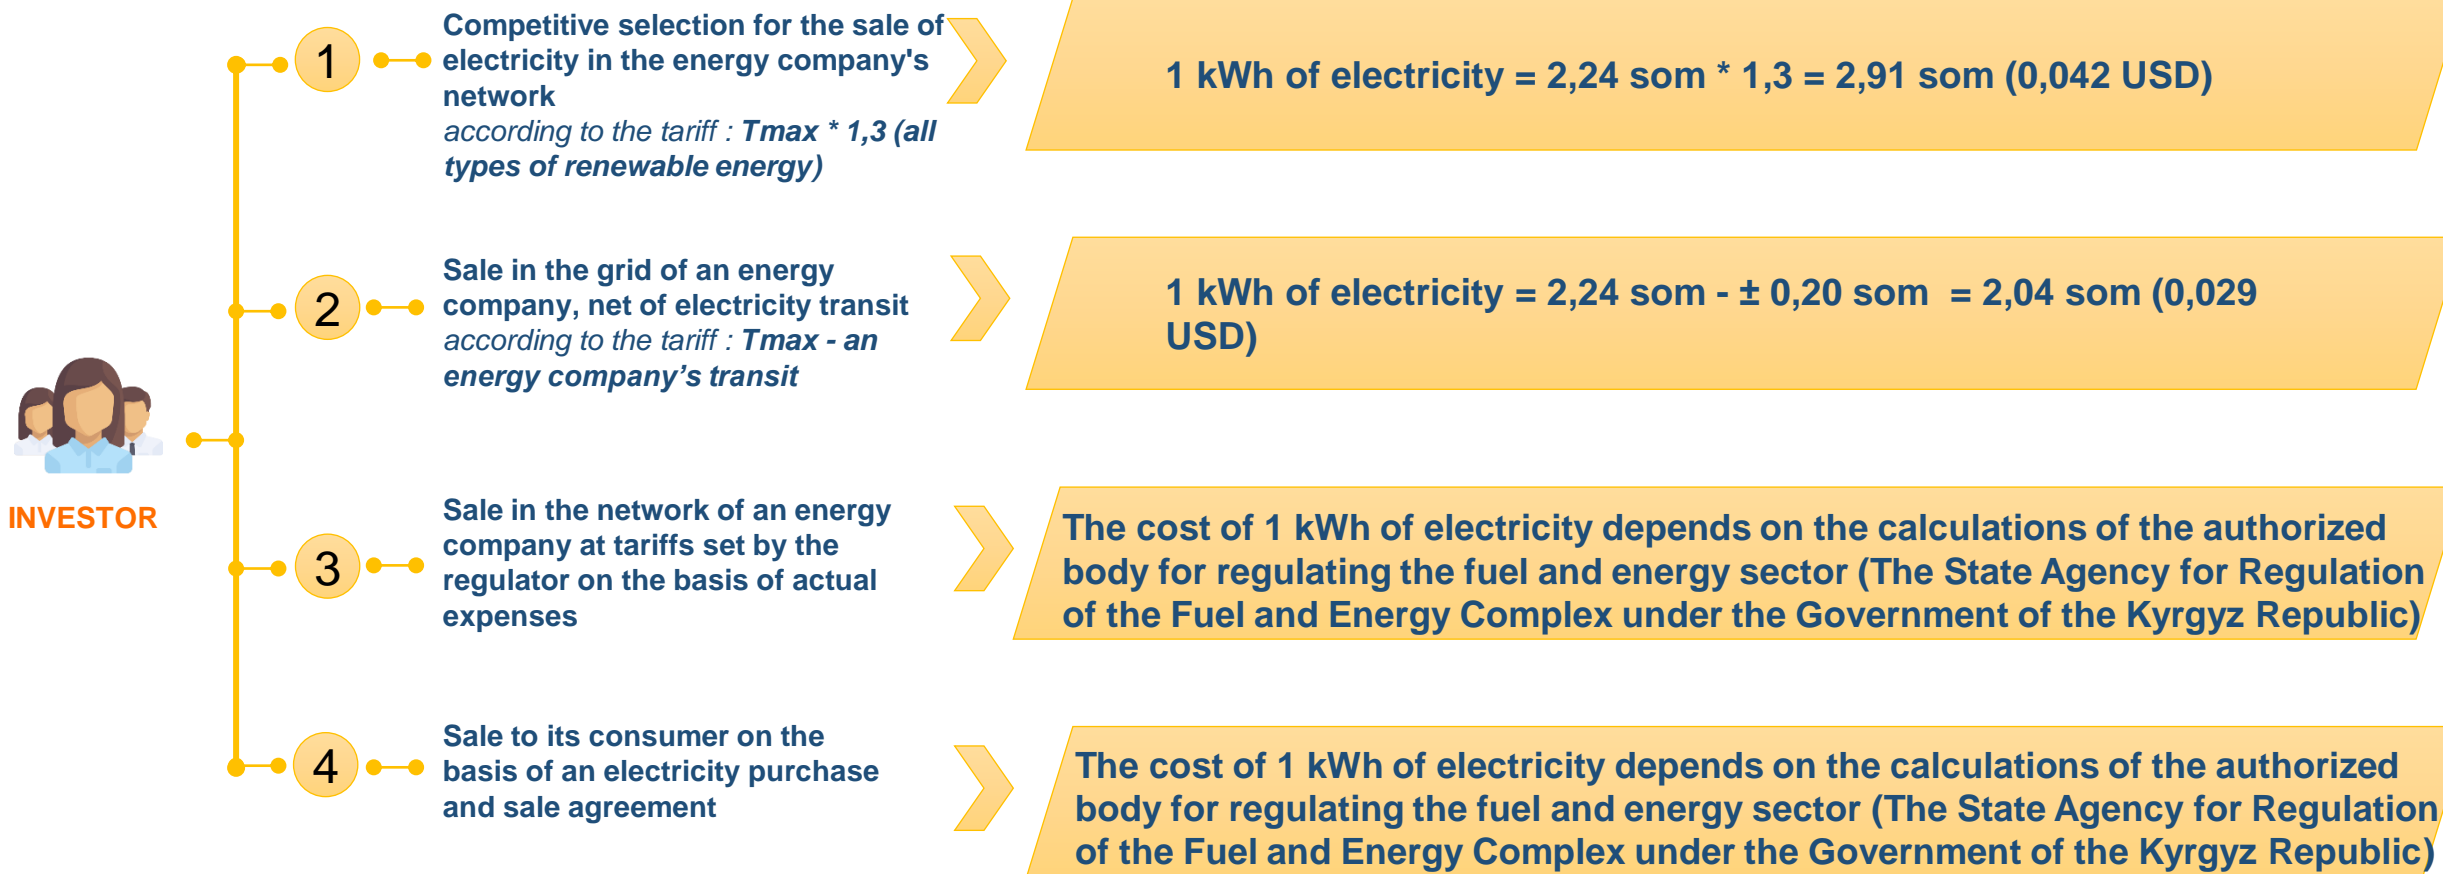 1
Competitive selection for the sale of
electricity in the energy company's
network
according to the tariff : Tmax * 1,3 (all
types of renewable energy)
1 kWh of electricity = 2,24 som * 1,3 = 2,91 som (0,042 USD)
2
Sale in the grid of an energy
company, net of electricity transit
according to the tariff : Tmax - an
energy company’s transit
1 kWh of electricity = 2,24 som - ± 0,20 som = 2,04 som (0,029
USD)
INVESTOR
3
Sale in the network of an energy
company at tariffs set by the
regulator on the basis of actual
expenses
The cost of 1 kWh of electricity depends on the calculations of the authorized
body for regulating the fuel and energy sector (The State Agency for Regulation
of the Fuel and Energy Complex under the Government of the Kyrgyz Republic)
4
Sale to its consumer on the
basis of an electricity purchase
and sale agreement
The cost of 1 kWh of electricity depends on the calculations of the authorized
body for regulating the fuel and energy sector (The State Agency for Regulation
of the Fuel and Energy Complex under the Government of the Kyrgyz Republic)